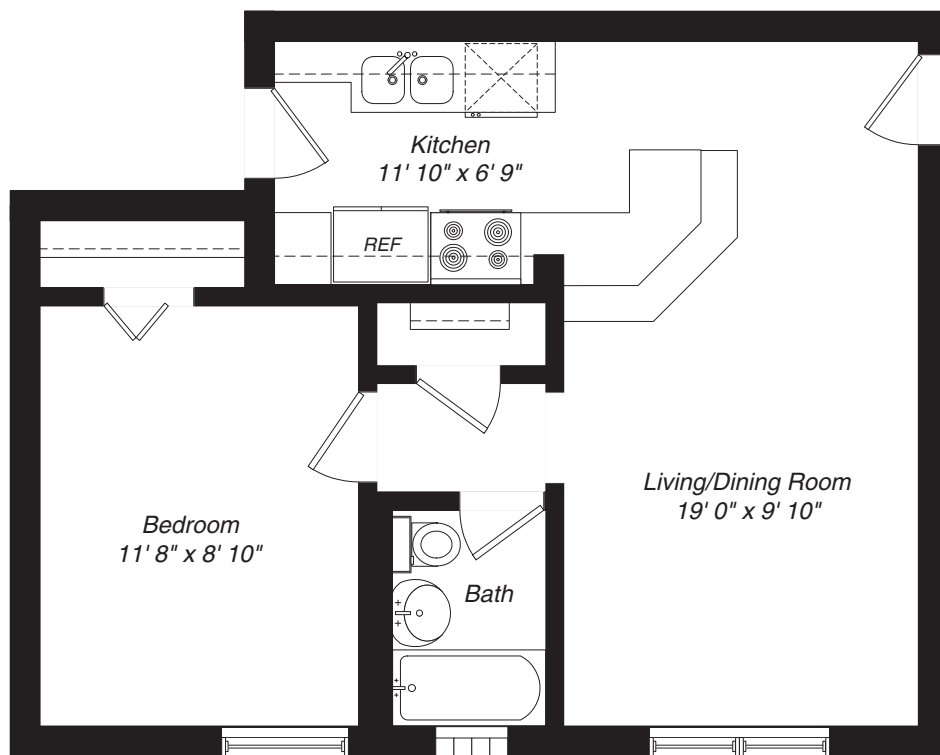 Kitchen
11' 10" x 6' 9"
REF
Living/Dining Room
19' 0" x 9' 10"
Bedroom
11' 8" x 8' 10"
Bath